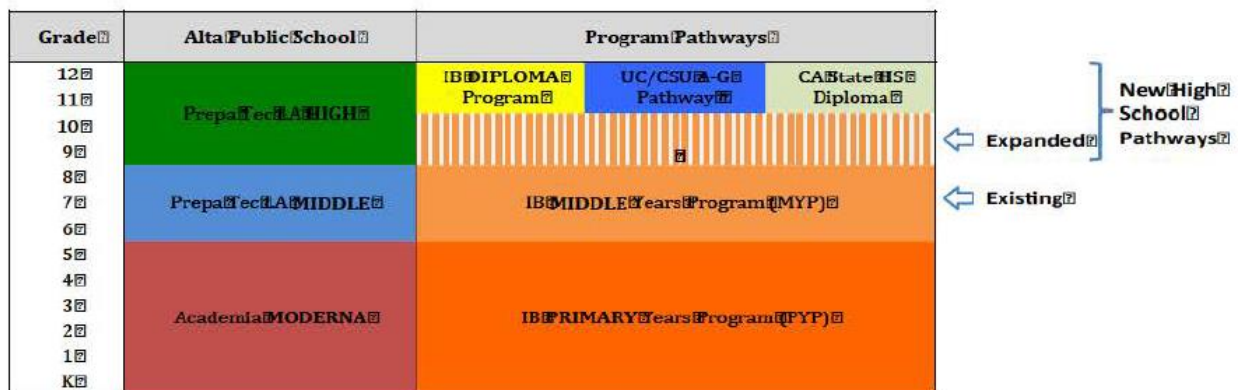 Grade Alta Public School Program Pathways
12
11
10
9
8
7
6
5
4
3
2
1
K
Prepa Tec LA HIGH
Prepa Tec LA MIDDLE
Academia MODERNA
IB DIPLOMA
Program
UC/CSU A-G
Pathway
CA State HS
Diploma
IB MIDDLE Years Program (MYP)
IB PRIMARY Years Program (PYP)
Expanded
Existing
New High
School
Pathways